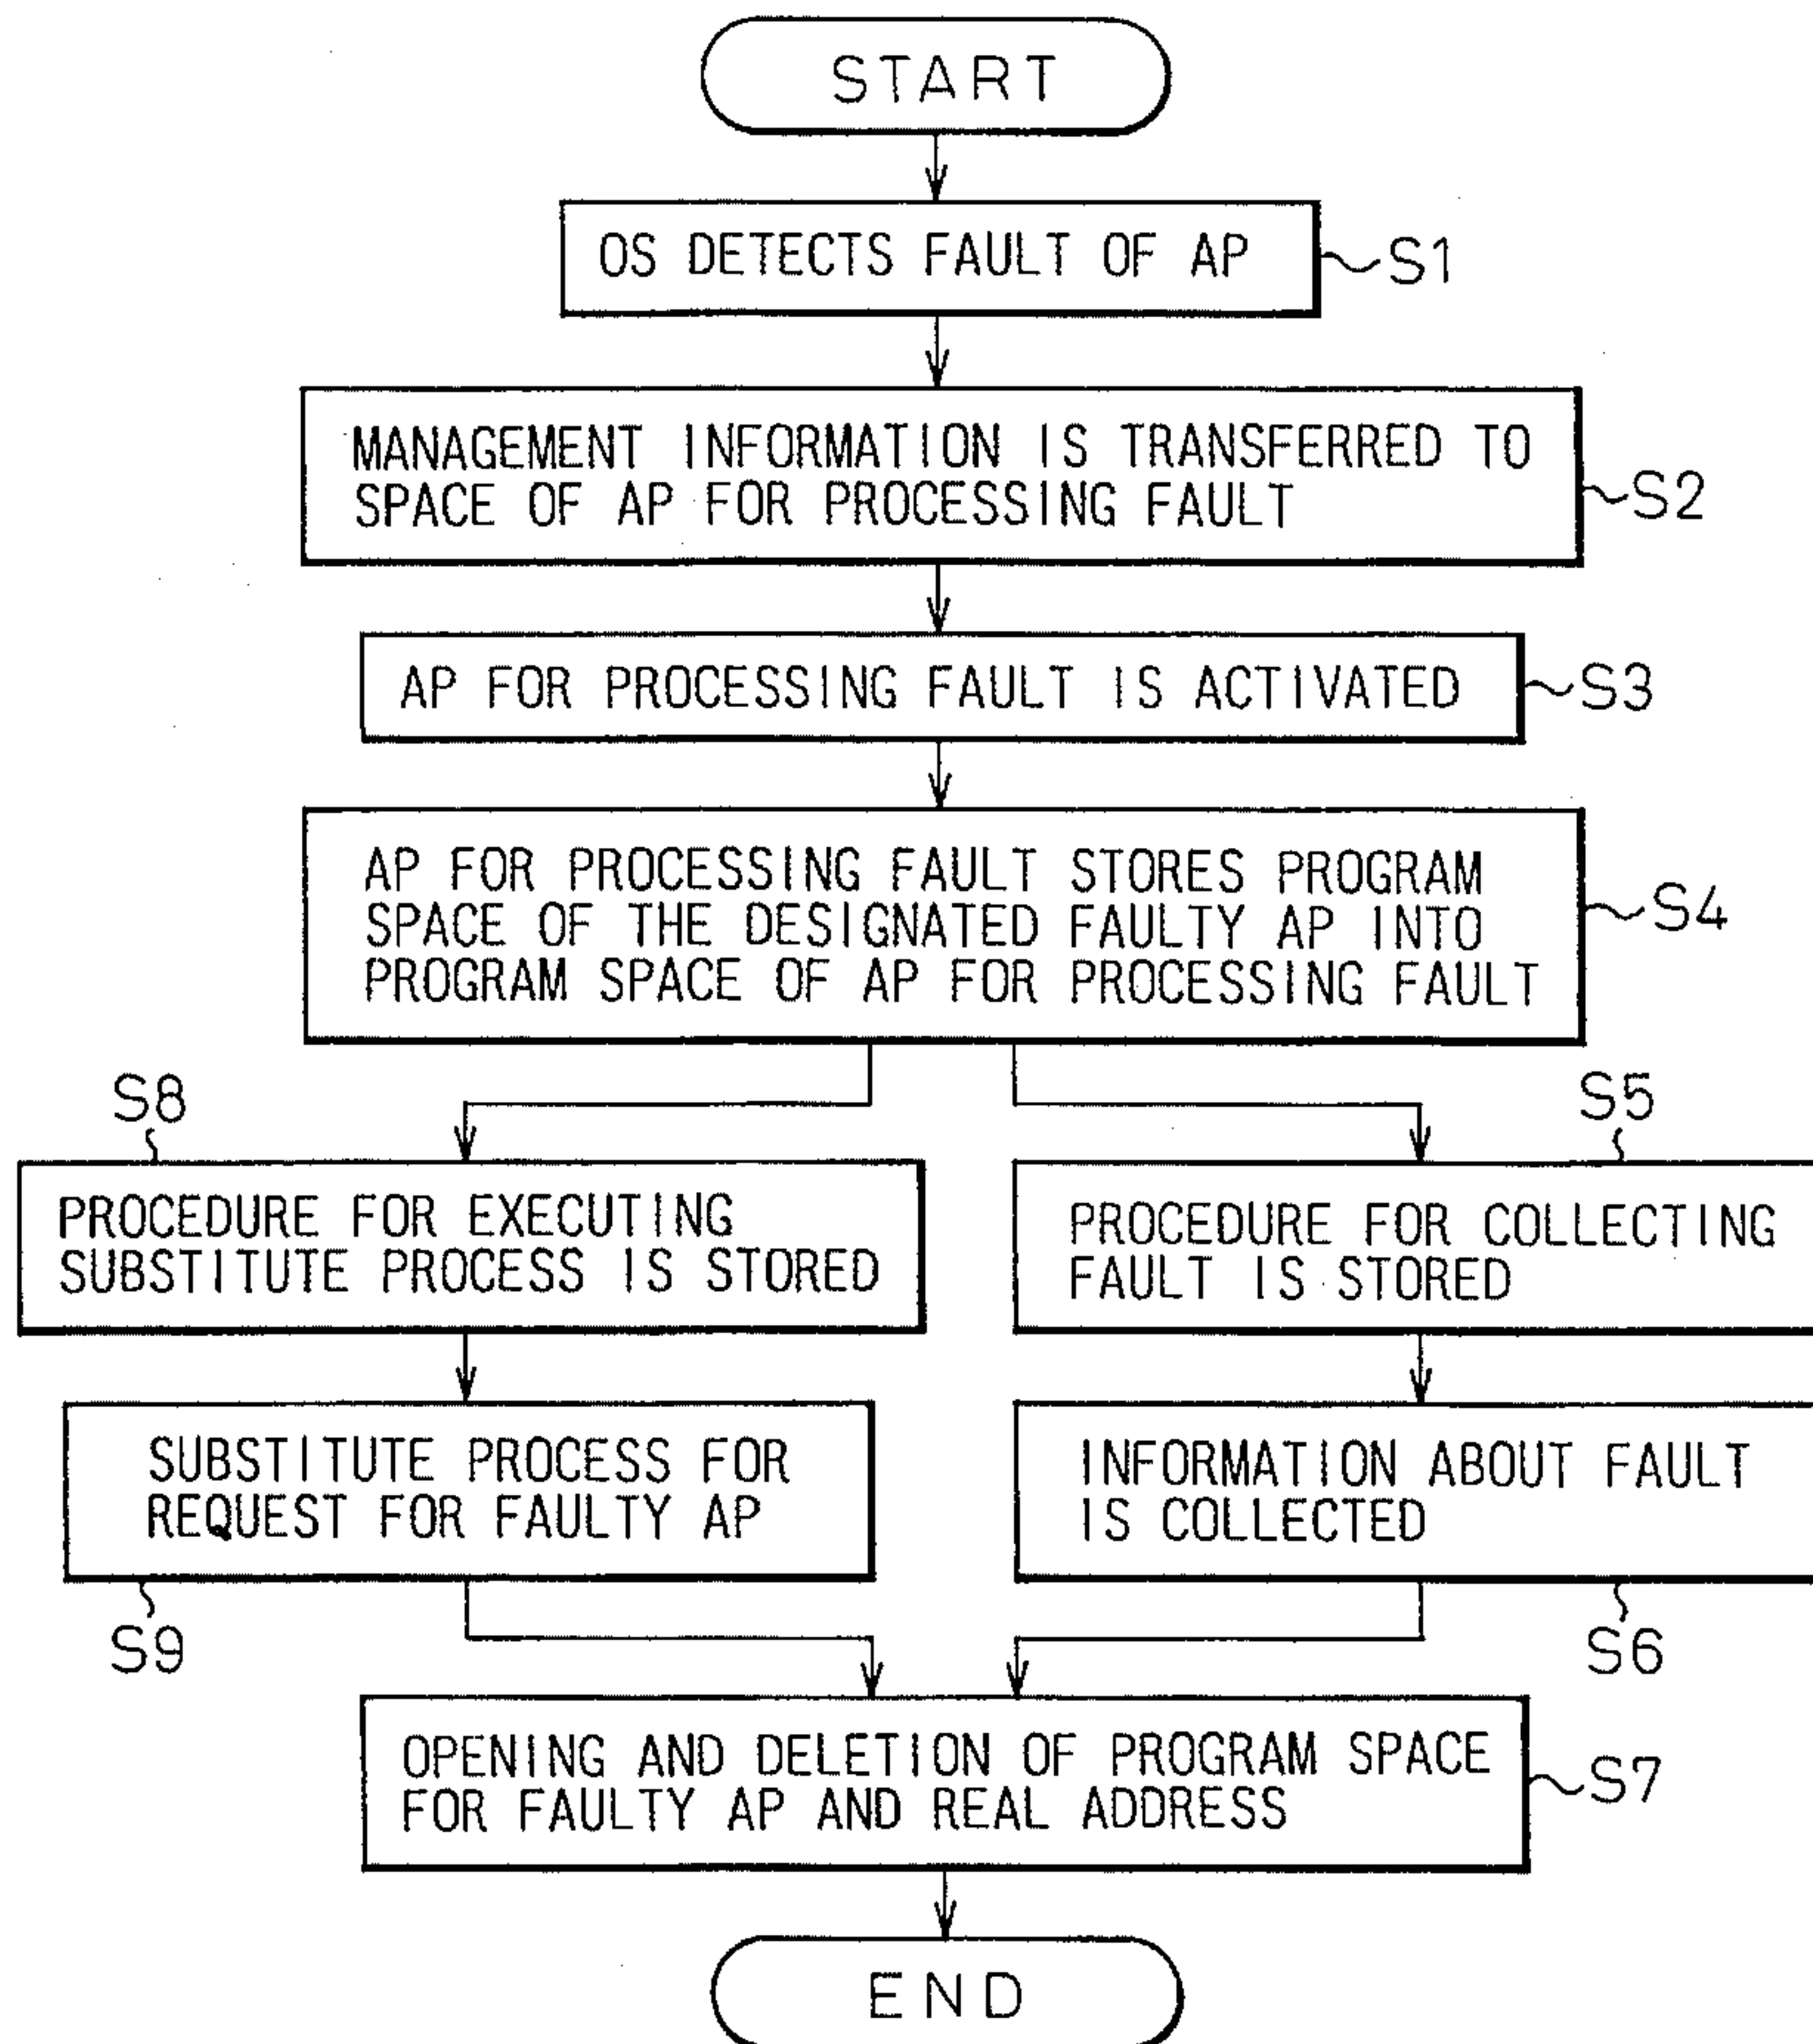 START
OS DETECTS FAULT OF AP
S1
MANAGEMENT INFORMATION IS TRANSFERRED TO
SPACE OF AP FOR PROCESSING FAULT
S2
AP FOR PROCESSING FAULT IS ACTIVATED
S3
AP FOR PROCESSING FAULT STORES PROGRAM
SPACE OF THE DESIGNATED FAULTY AP INTO
PROGRAM SPACE OF AP FOR PROCESSING FAULT
S4
S8
PROCEDURE FOR EXECUTING
SUBSTITUTE PROCESS IS STORED
S5
PROCEDURE FOR COLLECTING
FAULT IS STORED
SUBSTITUTE PROCESS FOR
REQUEST FOR FAULTY AP
S9
INFORMATION ABOUT FAULT
IS COLLECTED
S6
OPENING AND DELETION OF PROGRAM SPACE
FOR FAULTY AP AND REAL ADDRESS
S7
END